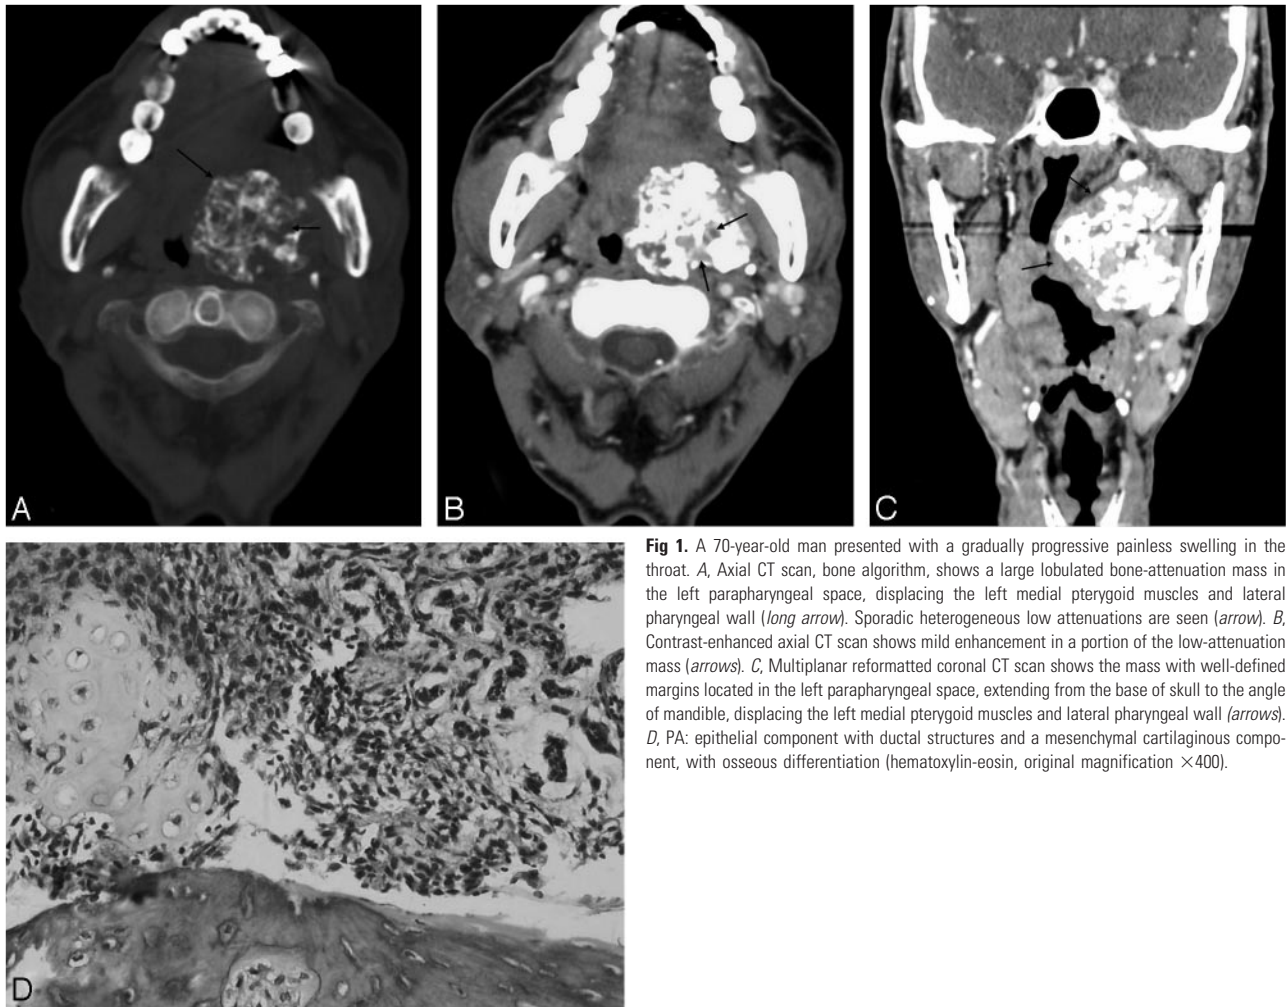 A
B
C
D
Fig 1. A 70-year-old man presented with a gradually progressive painless swelling in the
throat. A, Axial CT scan, bone algorithm, shows a large lobulated bone-attenuation mass in
the left parapharyngeal space, displacing the left medial pterygoid muscles and lateral
pharyngeal wall (long arrow). Sporadic heterogeneous low attenuations are seen (arrow). B,
Contrast-enhanced axial CT scan shows mild enhancement in a portion of the low-attenuation
mass (arrows). C, Multiplanar reformatted coronal CT scan shows the mass with well-defined
margins located in the left parapharyngeal space, extending from the base of skull to the angle
of mandible, displacing the left medial pterygoid muscles and lateral pharyngeal wall (arrows).
D, PA: epithelial component with ductal structures and a mesenchymal cartilaginous compo-
nent, with osseous differentiation (hematoxylin-eosin, original magnification ×400).